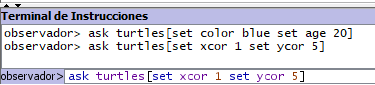 Terminal de Instrucciones
observador> ask turtles[set color blue set age 20]
observador> ask turtles[set xcor 1 set ycor 5]
observador> ask turtles[set xcor 1 set ycor 5]